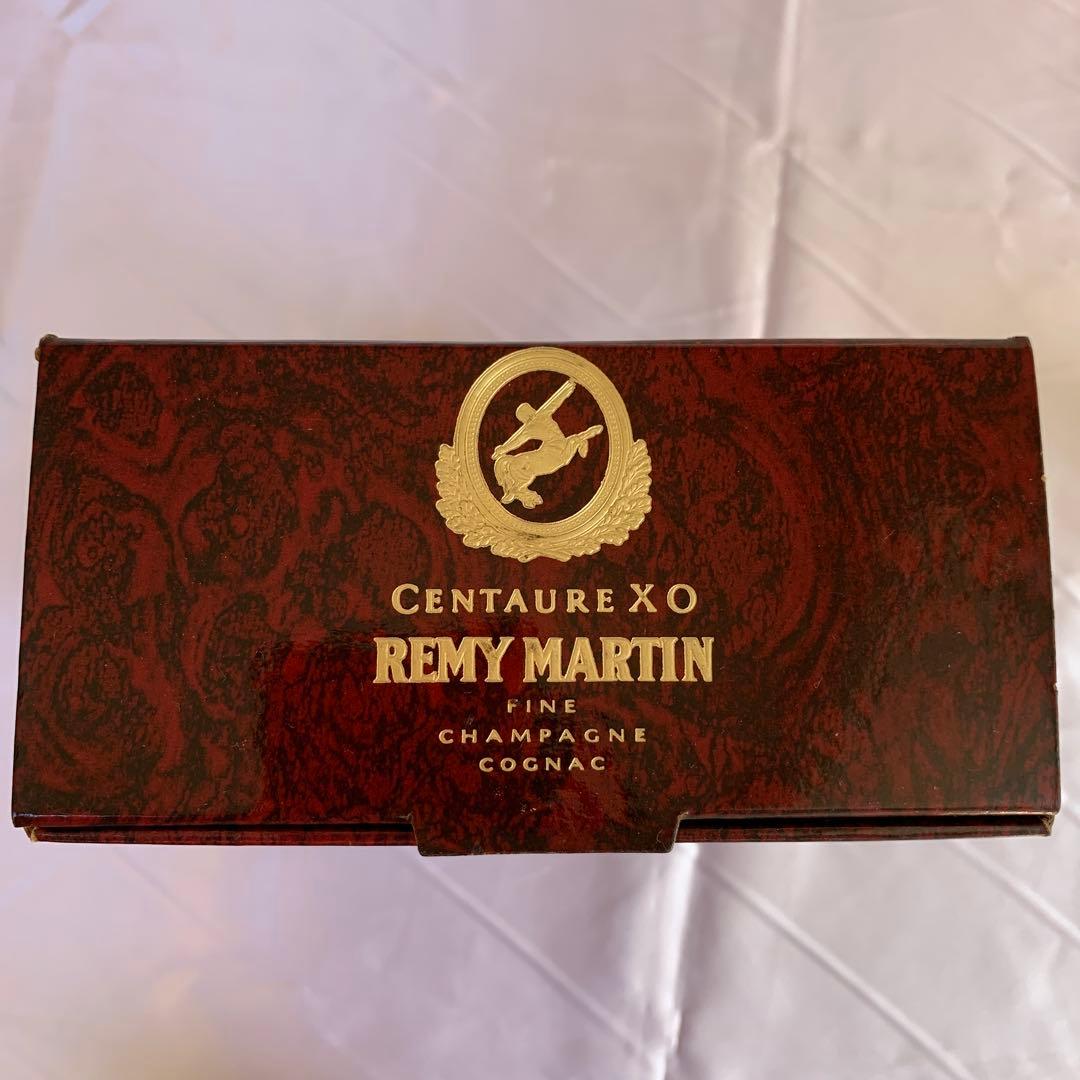 CENTAURE XO
REMY MARTIN
FINE
CHAMPAGNE
COGNAC